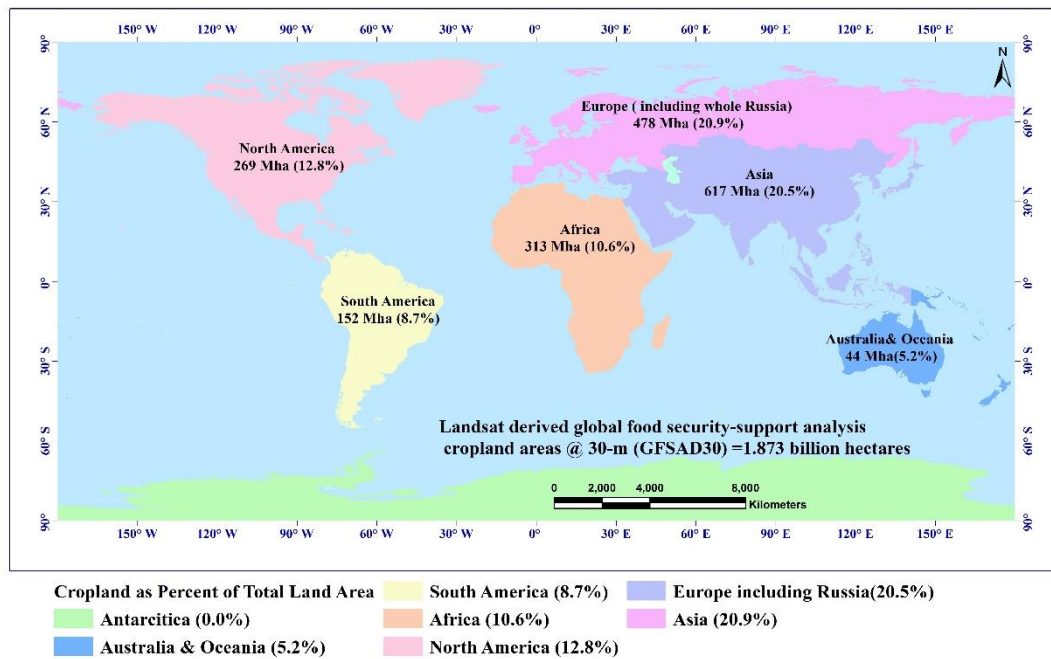 150° W 120° W 90° W 60° W 30° W 0° 30° E 60° E 90° E 120° E 150° E
90° 90°
N
60° N 60° N
30° N 30° N
0° 0°
30° S 30° S
60° S 60° S
90° 90°
Europe ( including whole Russia)
478 Mha (20.9%)
North America
269 Mha (12.8%)
Asia
617 Mha (20.5%)
Africa
313 Mha (10.6%)
South America
152 Mha (8.7%)
Australia& Oceania
44 Mha(5.2%)
Landsat derived global food security-support analysis
cropland areas @ 30-m (GFSAD30) =1.873 billion hectares
0 2,000 4,000 8,000
Kilometers
150° W 120° W 90° W 60° W 30° W 0° 30° E 60° E 90° E 120° E 150° E
Cropland as Percent of Total Land Area
Antarcitica (0.0%)
Australia & Oceania (5.2%)
South America (8.7%)
Africa (10.6%)
North America (12.8%)
Europe including Russia(20.5%)
Asia (20.9%)